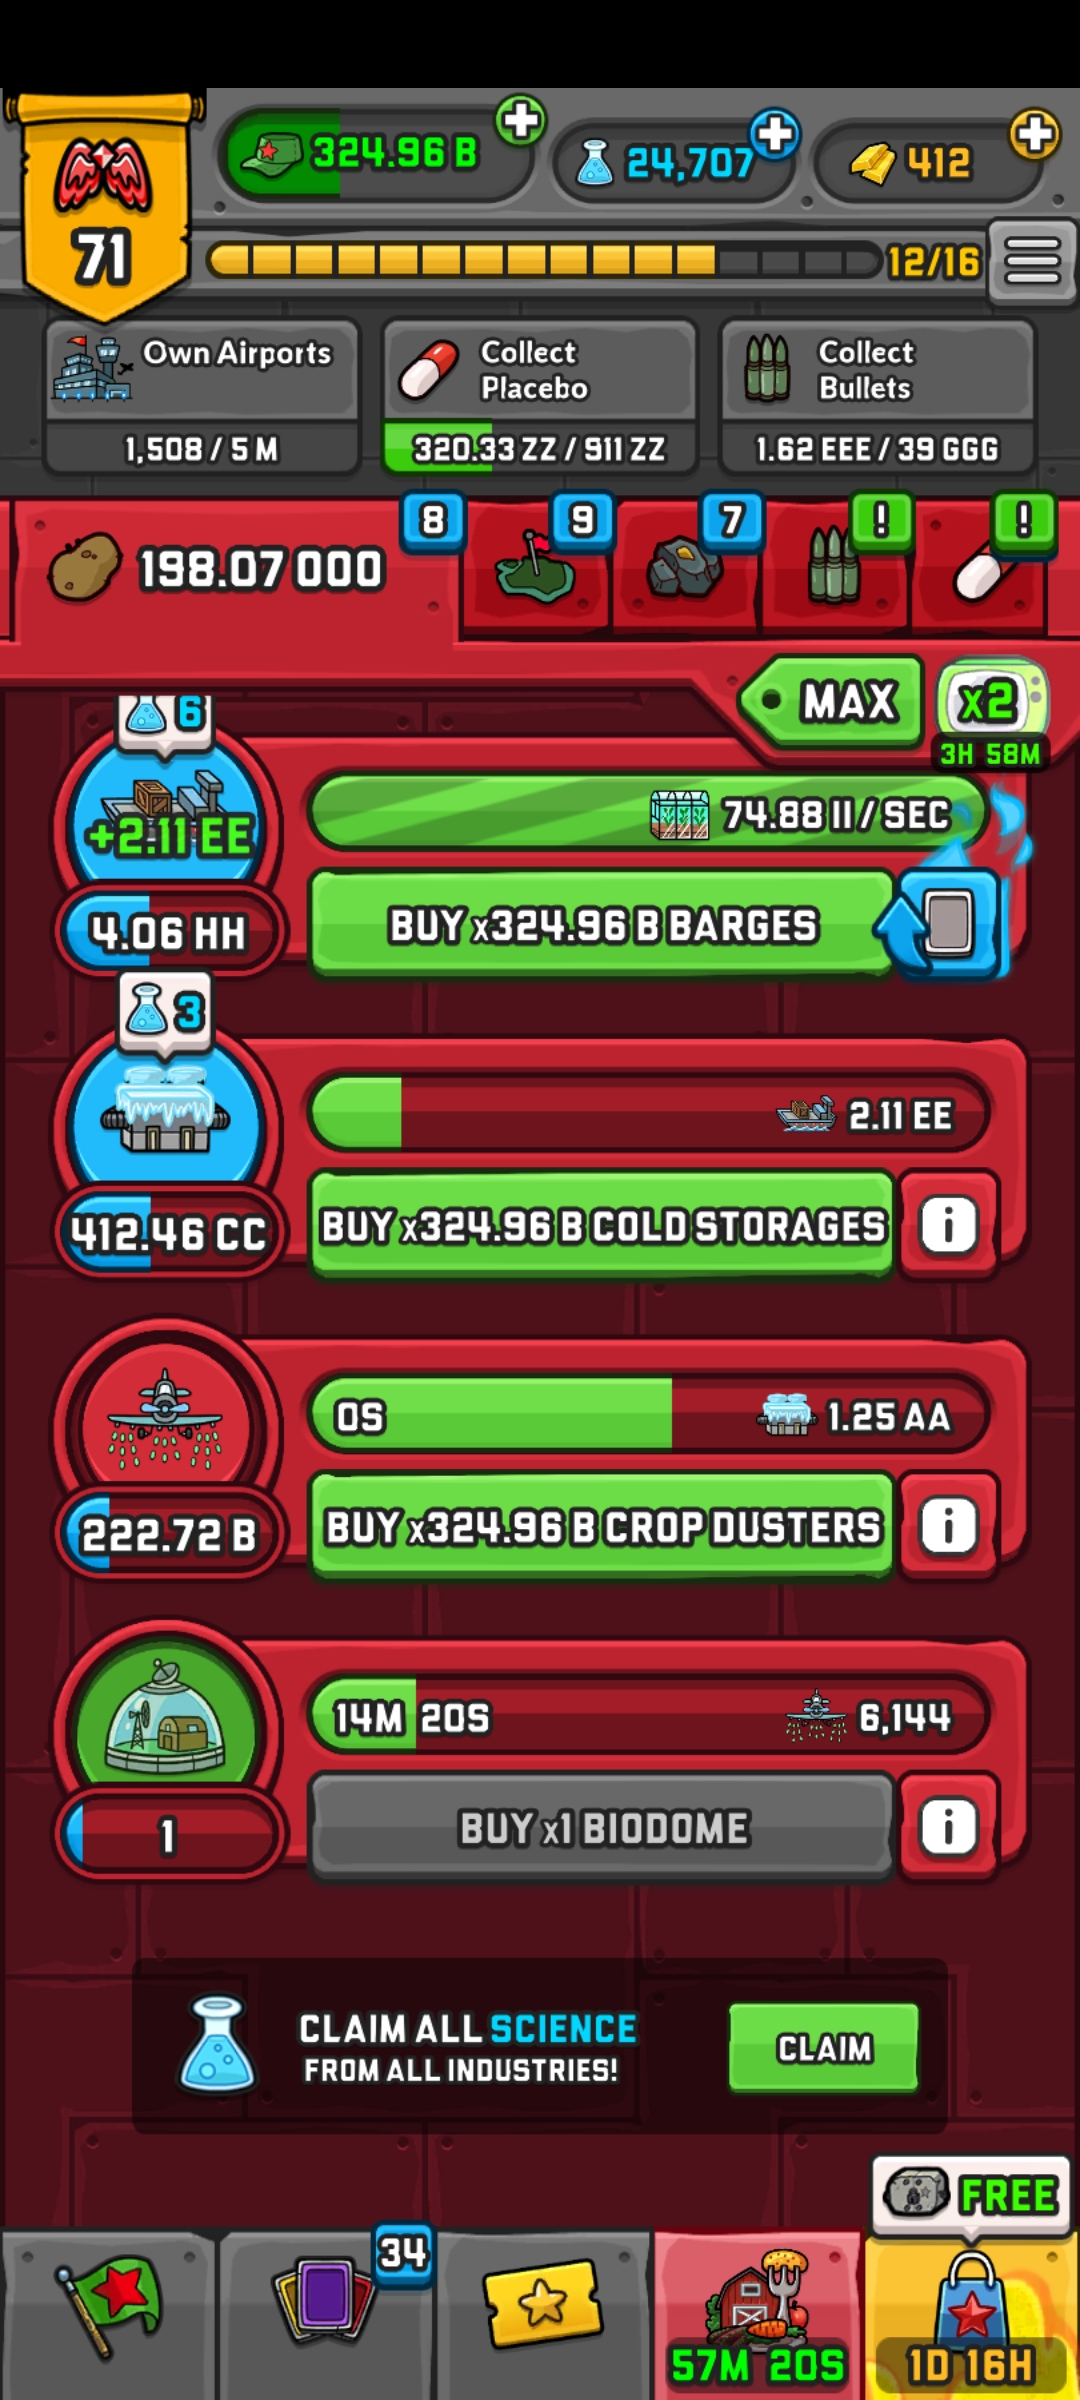 71
324.96 B
24,707
412
12/16
Own Airports
1,508 / 5 M
Collect
Placebo
320.33 ZZ / 911 ZZ
Collect
Bullets
1.62 EEE / 39 GGG
198.07 OOO
8
9
7
!
!
MAX
x2
3H 58M
6
+2.11 EE
74.88 II / SEC
4.06 HH
BUY x324.96 B BARGES
3
2.11 EE
412.46 CC
BUY x324.96 B COLD STORAGES
i
0S
1.25 AA
222.72 B
BUY x324.96 B CROP DUSTERS
i
14M 20S
6,144
1
BUY x1 BIODOME
i
CLAIM ALL SCIENCE
FROM ALL INDUSTRIES!
CLAIM
FREE
34
57M 20S
1D 16H